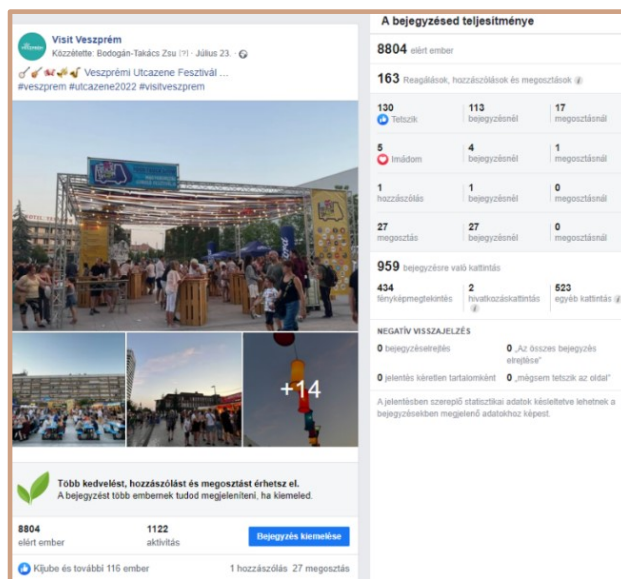 Visit Veszprém
Közzétette: Bodogán-Takács Zsu [?] · Július 23. ·
Veszprémi Utcazene Fesztivál ...
#veszprem #utcazene2022 #visitveszprem
+14
Több kedvelést, hozzászólást és megosztást érhetsz el.
A bejegyzést több embernek tudod megjeleníteni, ha kiemeled.
8804
elért ember
1122
aktivitás
Bejegyzés kiemelése
Kijube és további 116 ember
1 hozzászólás 27 megosztás
A bejegyzésed teljesítménye
8804 elért ember
163 Reagálások, hozzászólások és megosztások
130 113 17
Tetszik bejegyzésnél megosztásnál
5 4 1
Imádom bejegyzésnél megosztásnál
1 1 0
hozzászólás bejegyzésnél megosztásnál
27 27 0
megosztás bejegyzésnél megosztásnál
959 bejegyzésre való kattintás
434 2 523
fényképmegtekintés hivatkozáskattintás egyéb kattintás
NEGATÍV VISSZAJELZÉS
0 bejegyzéselrejtés
0 „Az összes bejegyzés
elrejtése"
0 jelentés kéretlen tartalomként
0 „mégsem tetszik az oldal"
A jelentésben szereplő statisztikai adatok késleltetve lehetnek a
bejegyzésekben megjelenő adatokhoz képest.